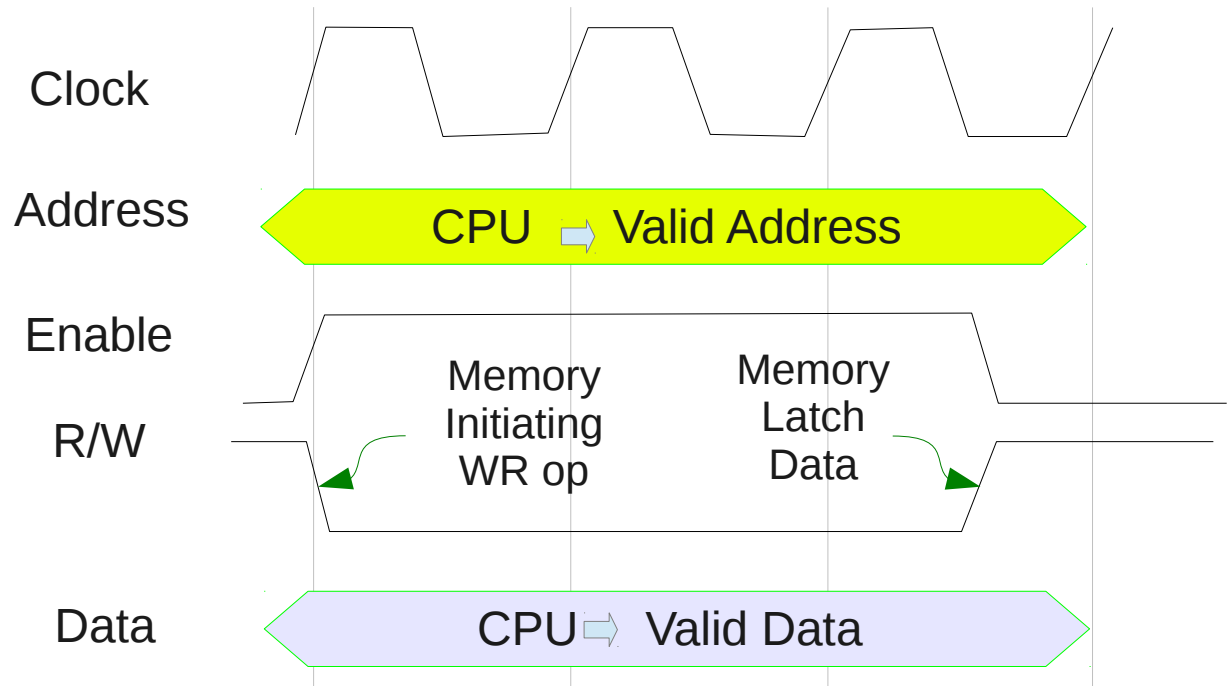 Clock
Address
CPU Valid Address
Enable
Memory
Initiating
WR op
Memory
Latch
Data
R/W
Data
CPU Valid Data